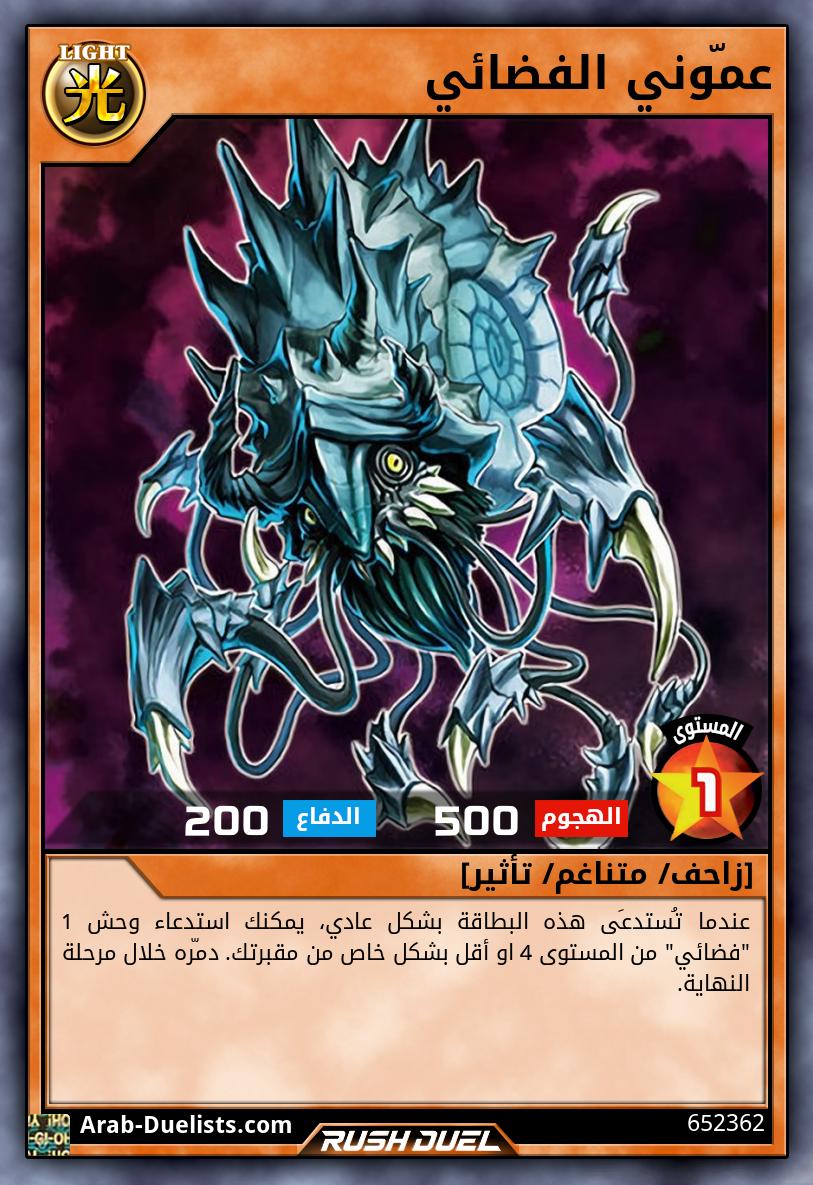 LIGHT
光
عمّوني الفضائي
المستوى
1
الهجوم 500 الدفاع 200
[زاحف/ متناغم/ تأثير]
عندما تُستدعَى هذه البطاقة بشكل عادي، يمكنك استدعاء وحش 1
"فضائي" من المستوى 4 او أقل بشكل خاص من مقبرتك. دمّره خلال مرحلة
النهاية.
Arab-Duelists.com
RUSH DUEL
652362